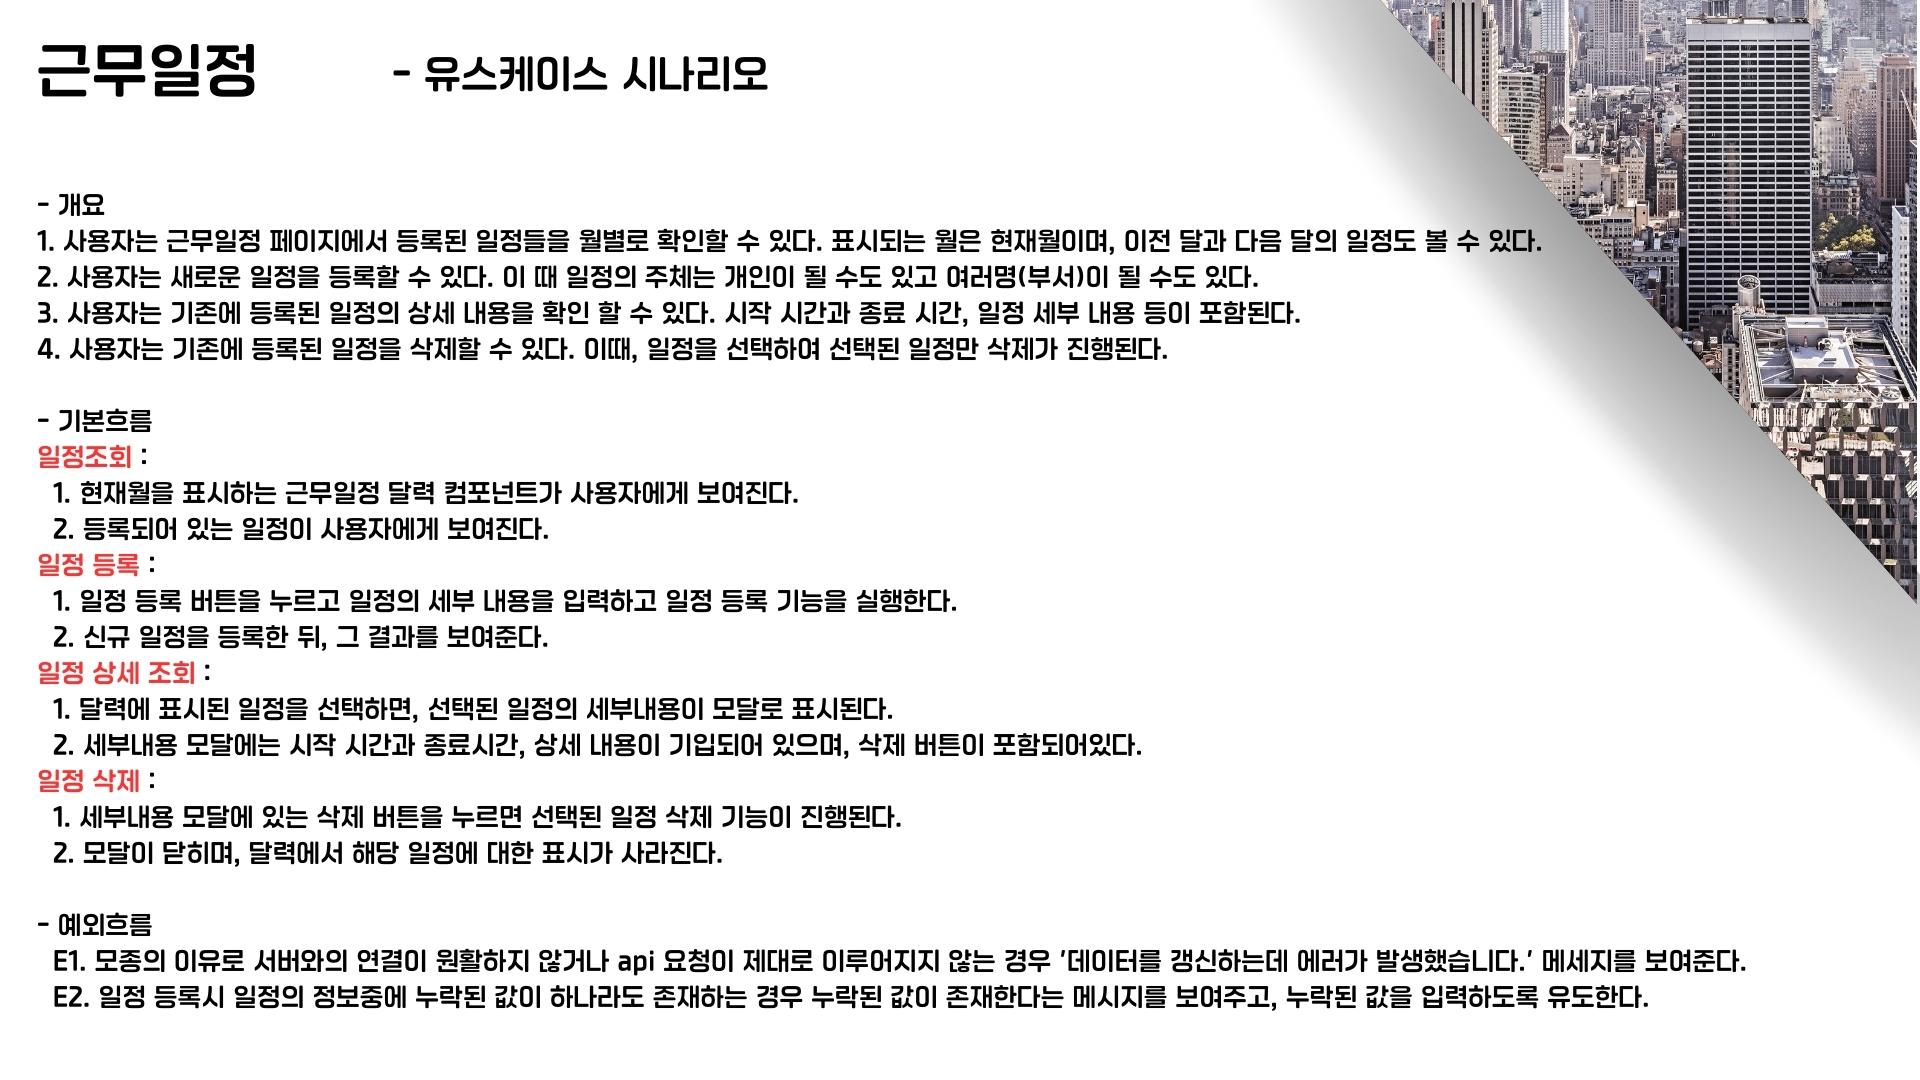 근무일정 - 유스케이스 시나리오
- 개요
1. 사용자는 근무일정 페이지에서 등록된 일정들을 월별로 확인할 수 있다. 표시되는 월은 현재월이며, 이전 달과 다음 달의 일정도 볼 수 있다.
2. 사용자는 새로운 일정을 등록할 수 있다. 이 때 일정의 주체는 개인이 될 수도 있고 여러명(부서)이 될 수도 있다.
3. 사용자는 기존에 등록된 일정의 상세 내용을 확인 할 수 있다. 시작 시간과 종료 시간, 일정 세부 내용 등이 포함된다.
4. 사용자는 기존에 등록된 일정을 삭제할 수 있다. 이때, 일정을 선택하여 선택된 일정만 삭제가 진행된다.
- 기본흐름
일정조회 :
1. 현재월을 표시하는 근무일정 달력 컴포넌트가 사용자에게 보여진다.
2. 등록되어 있는 일정이 사용자에게 보여진다.
일정 등록 :
1. 일정 등록 버튼을 누르고 일정의 세부 내용을 입력하고 일정 등록 기능을 실행한다.
2. 신규 일정을 등록한 뒤, 그 결과를 보여준다.
일정 상세 조회 :
1. 달력에 표시된 일정을 선택하면, 선택된 일정의 세부내용이 모달로 표시된다.
2. 세부내용 모달에는 시작 시간과 종료시간, 상세 내용이 기입되어 있으며, 삭제 버튼이 포함되어있다.
일정 삭제 :
1. 세부내용 모달에 있는 삭제 버튼을 누르면 선택된 일정 삭제 기능이 진행된다.
2. 모달이 닫히며, 달력에서 해당 일정에 대한 표시가 사라진다.
- 예외흐름
E1. 모종의 이유로 서버와의 연결이 원활하지 않거나 api 요청이 제대로 이루어지지 않는 경우 '데이터를 갱신하는데 에러가 발생했습니다.' 메세지를 보여준다.
E2. 일정 등록시 일정의 정보중에 누락된 값이 하나라도 존재하는 경우 누락된 값이 존재한다는 메시지를 보여주고, 누락된 값을 입력하도록 유도한다.